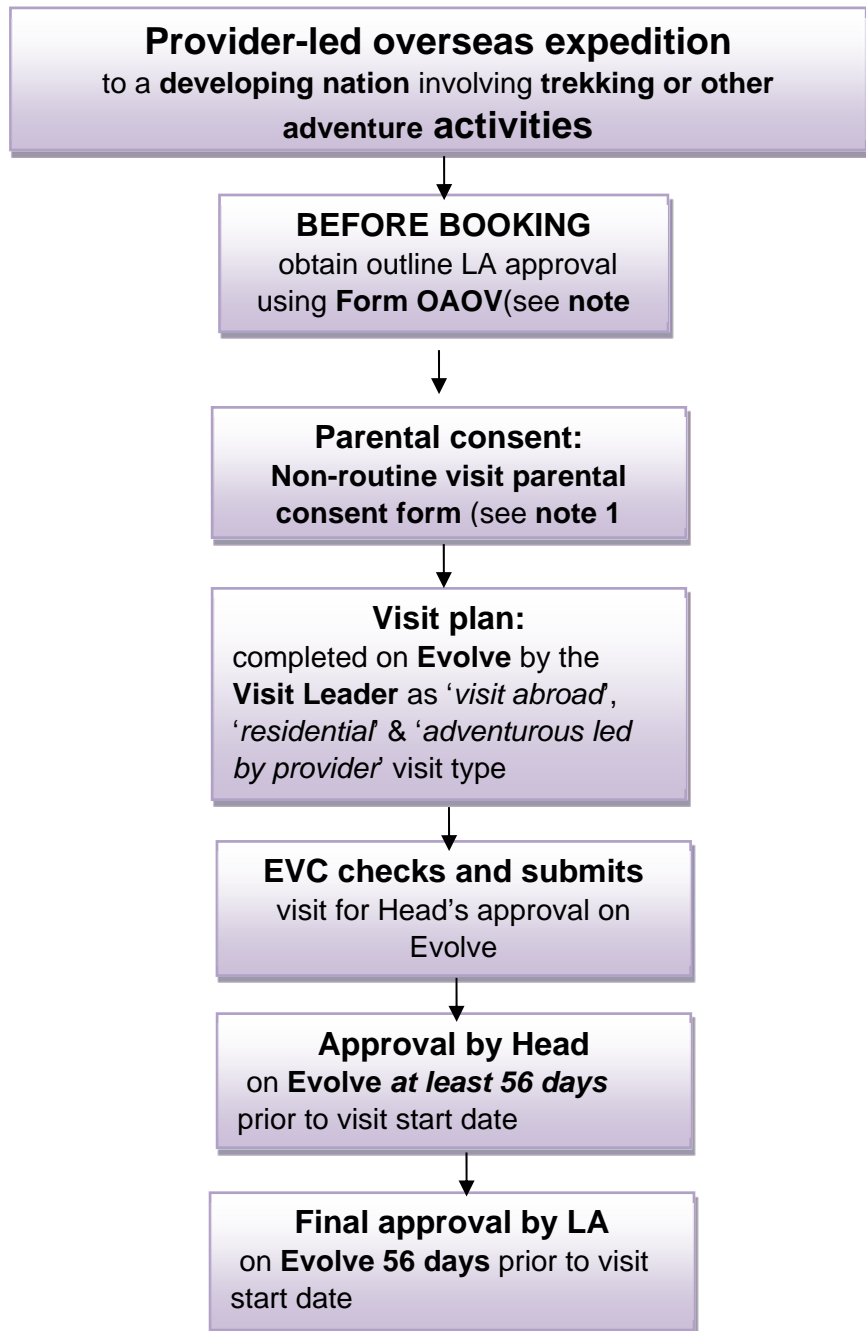 Provider-led overseas expedition
to a developing nation involving trekking or other
adventure activities
BEFORE BOOKING
obtain outline LA approval
using Form OAOV(see note
Parental consent:
Non-routine visit parental
consent form (see note 1
Visit plan:
completed on Evolve by the
Visit Leader as ‘visit abroad’,
‘residential’ & ‘adventurous led
by provider’ visit type
EVC checks and submits
visit for Head’s approval on
Evolve
Approval by Head
on Evolve at least 56 days
prior to visit start date
Final approval by LA
on Evolve 56 days prior to visit
start date